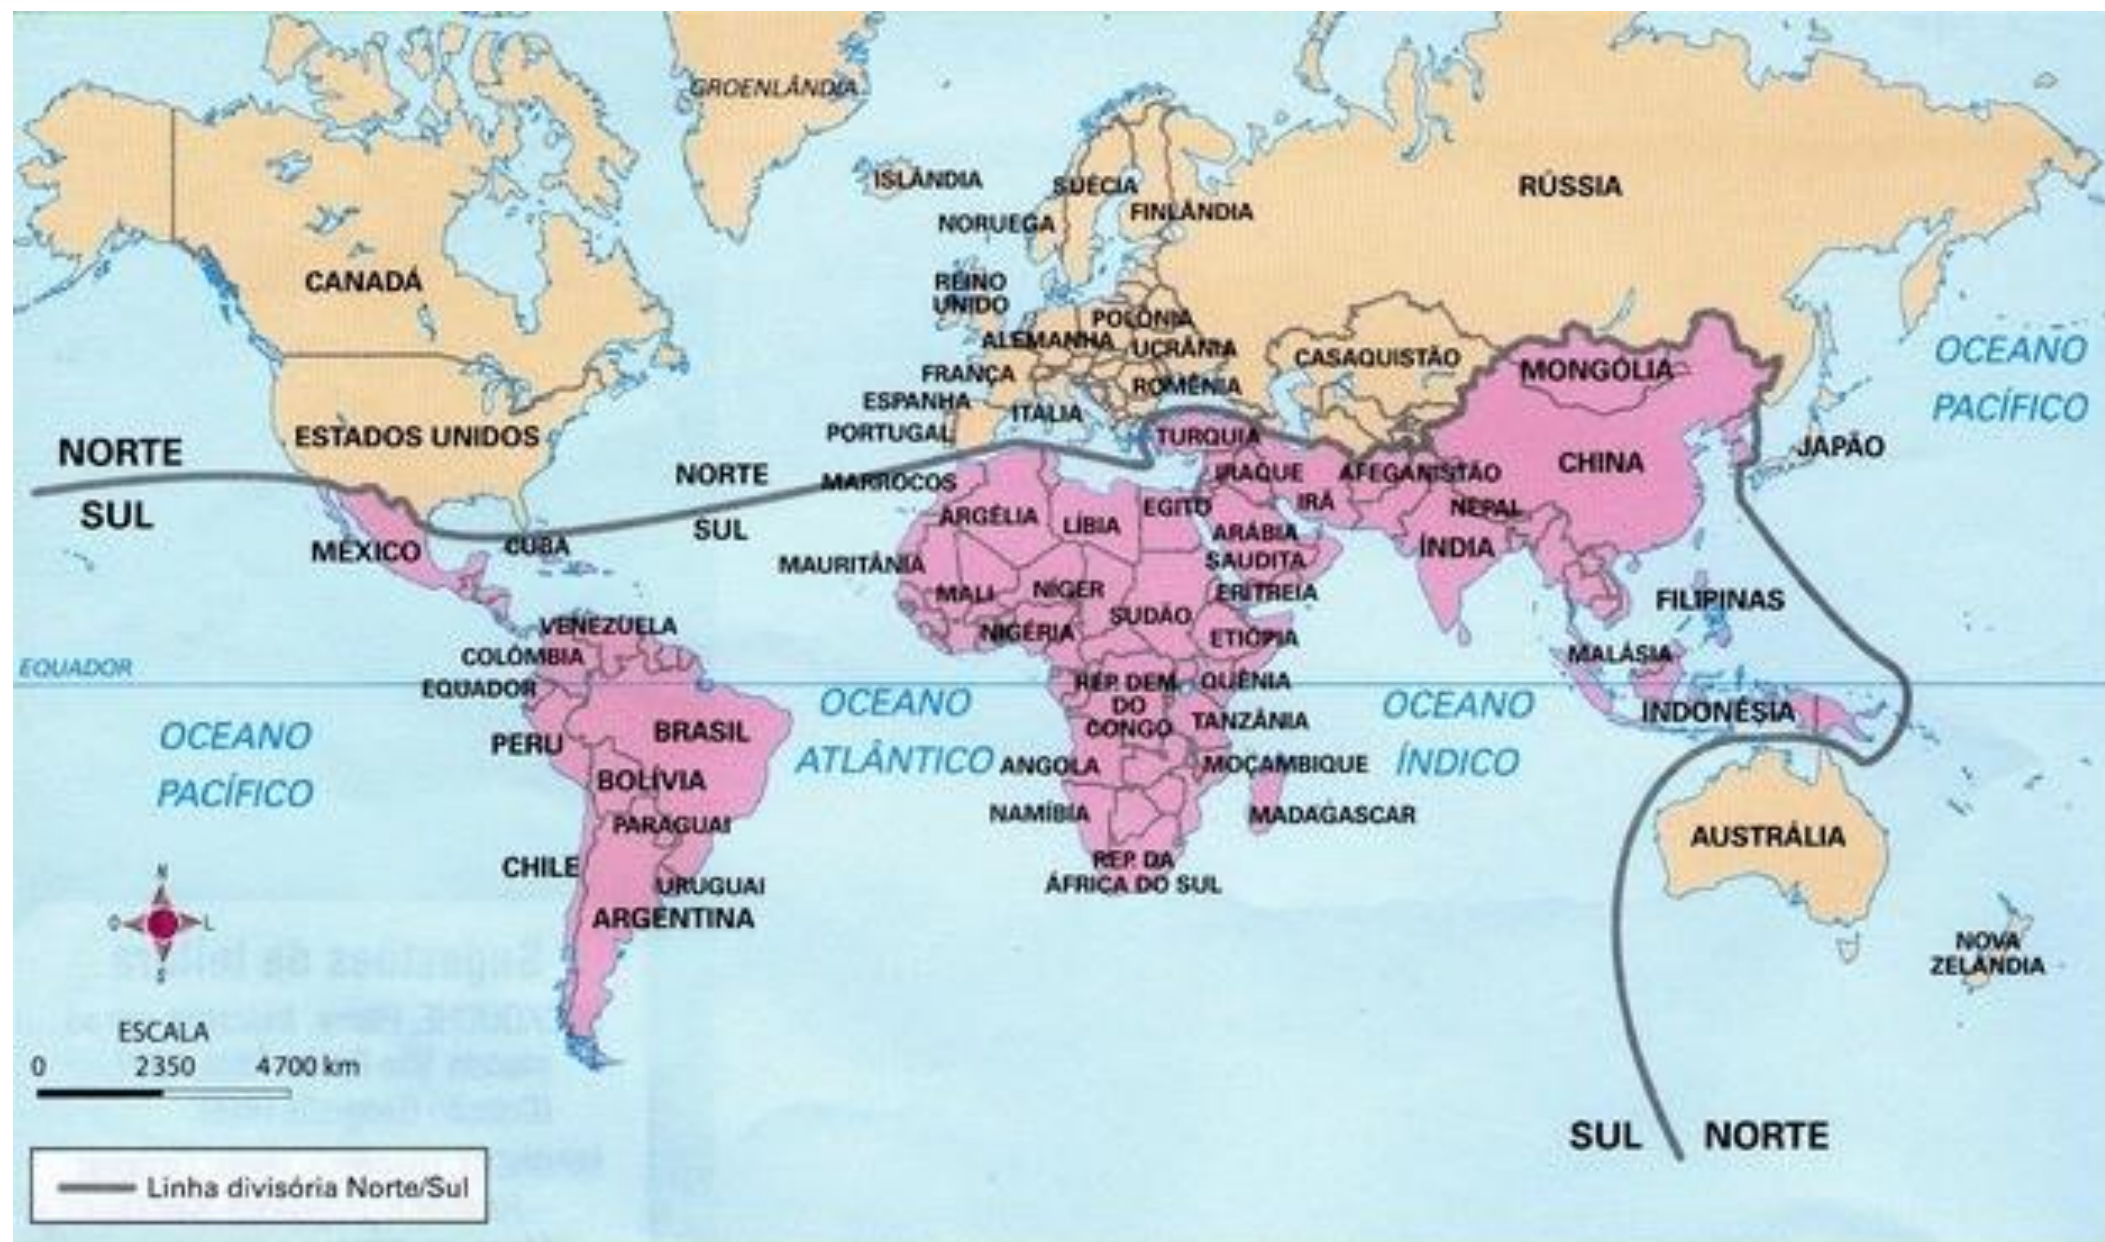 GROENLÂNDIA
ISLÂNDIA
SUÉCIA
RÚSSIA
FINLÂNDIA
NORUEGA
CANADÁ
REINO
UNIDO
POLÔNIA
ALEMANHA
UCRÂNIA
CASAQUISTÃO
FRANÇA
ROMÊNIA
ESPANHA
ITÁLIA
PORTUGAL
MONGÓLIA
OCEANO
PACÍFICO
ESTADOS UNIDOS
TURQUIA
JAPÃO
NORTE
SUL
NORTE
SUL
MARROCOS
IRAQUE
AFEGANISTÃO
CHINA
ARGÉLIA
LÍBIA
EGITO
IRÃ
NEPAL
ARÁBIA
SAUDITA
ÍNDIA
MÉXICO
CUBA
MAURITÂNIA
MALI
NÍGER
SUDÃO
ERITRÉIA
FILIPINAS
VENEZUELA
NIGÉRIA
ETIÓPIA
COLÔMBIA
MALÁSIA
EQUADOR
EQUADOR
REP. DEM.
DO
CONGO
QUÊNIA
OCEANO
ATLÂNTICO
OCEANO
ÍNDICO
INDONÉSIA
OCEANO
PACÍFICO
PERU
BRASIL
TANZÂNIA
BOLÍVIA
ANGOLA
MOÇAMBIQUE
NAMÍBIA
MADAGASCAR
PARAGUAI
AUSTRÁLIA
CHILE
REP. DA
ÁFRICA DO SUL
URUGUAI
ARGENTINA
NOVA
ZELÂNDIA
N
O
L
S
Sugestões de leitura
ESCALA
0 2350 4700 km
SUL NORTE
Linha divisória Norte/Sul